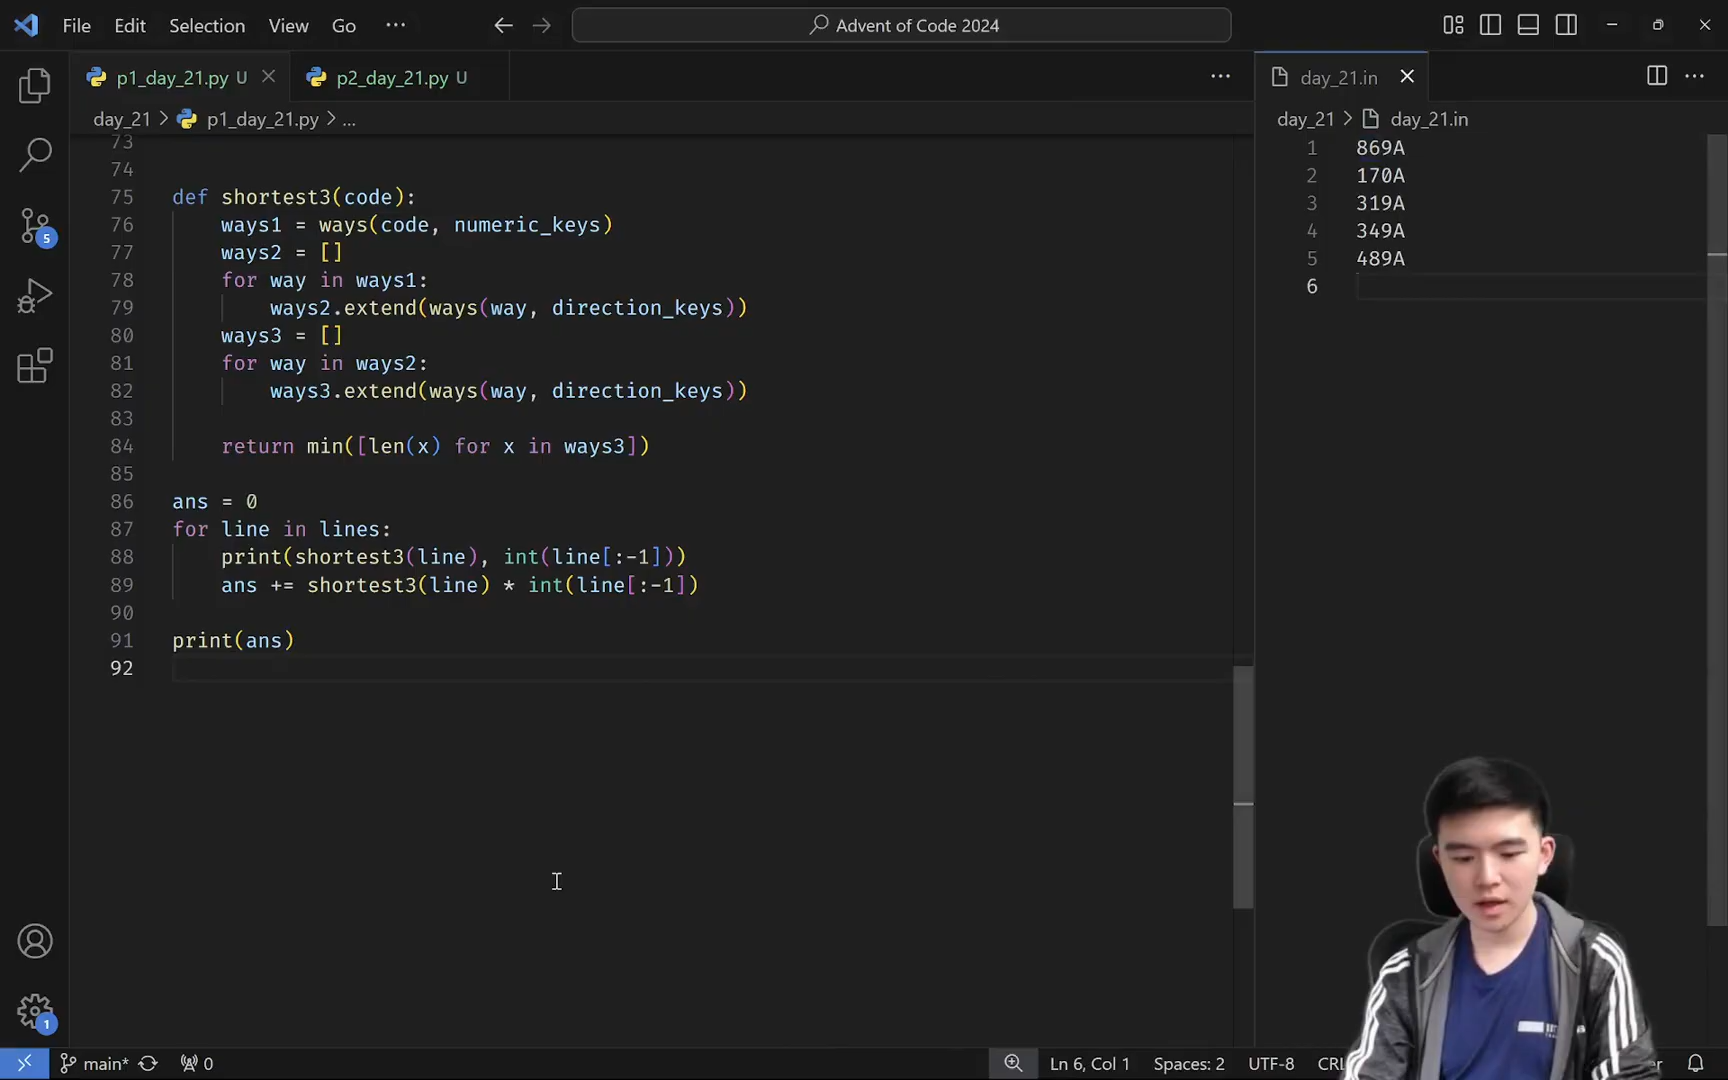 File Edit Selection View Go ··· Advent of Code 2024
p1_day_21.py U p2_day_21.py U ··· day_21.in ···
day_21 > p1_day_21.py > ... day_21 > day_21.in
73
74
75 def shortest3(code):
76 ways1 = ways(code, numeric_keys)
77 ways2 = []
78 for way in ways1:
79 ways2.extend(ways(way, direction_keys))
80 ways3 = []
81 for way in ways2:
82 ways3.extend(ways(way, direction_keys))
83
84 return min([len(x) for x in ways3])
85
86 ans = 0
87 for line in lines:
88 print(shortest3(line), int(line[:-1]))
89 ans += shortest3(line) * int(line[:-1])
90
91 print(ans)
92
1 869A
2 170A
3 319A
4 349A
5 489A
6
5
1
main* 0 Ln 6, Col 1 Spaces: 2 UTF-8